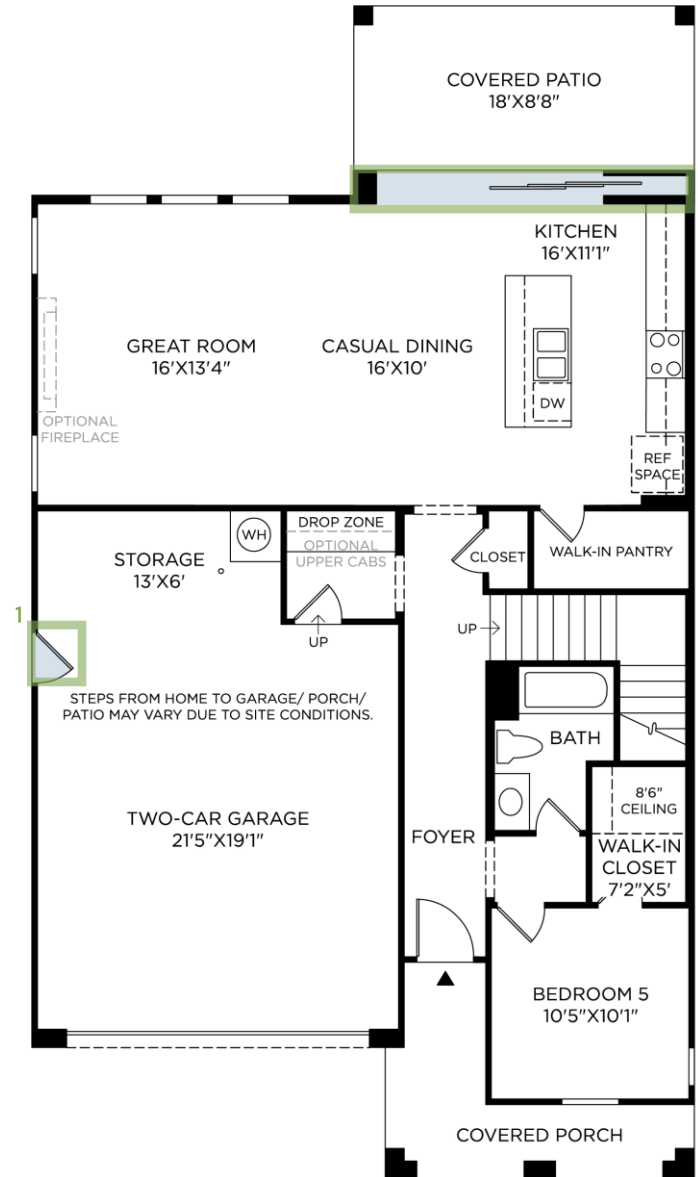 COVERED PATIO
18'X8'8"
KITCHEN
16'X11'1"
GREAT ROOM
16'X13'4"
CASUAL DINING
16'X10'
DW
OPTIONAL
FIREPLACE
REF
SPACE
DROP ZONE
OPTIONAL
UPPER CABS
WH
STORAGE
13'X6'
CLOSET
WALK-IN PANTRY
1
UP
UP
STEPS FROM HOME TO GARAGE/ PORCH/
PATIO MAY VARY DUE TO SITE CONDITIONS.
BATH
8'6"
CEILING
TWO-CAR GARAGE
21'5"X19'1"
FOYER
WALK-IN
CLOSET
7'2"X5'
BEDROOM 5
10'5"X10'1"
COVERED PORCH